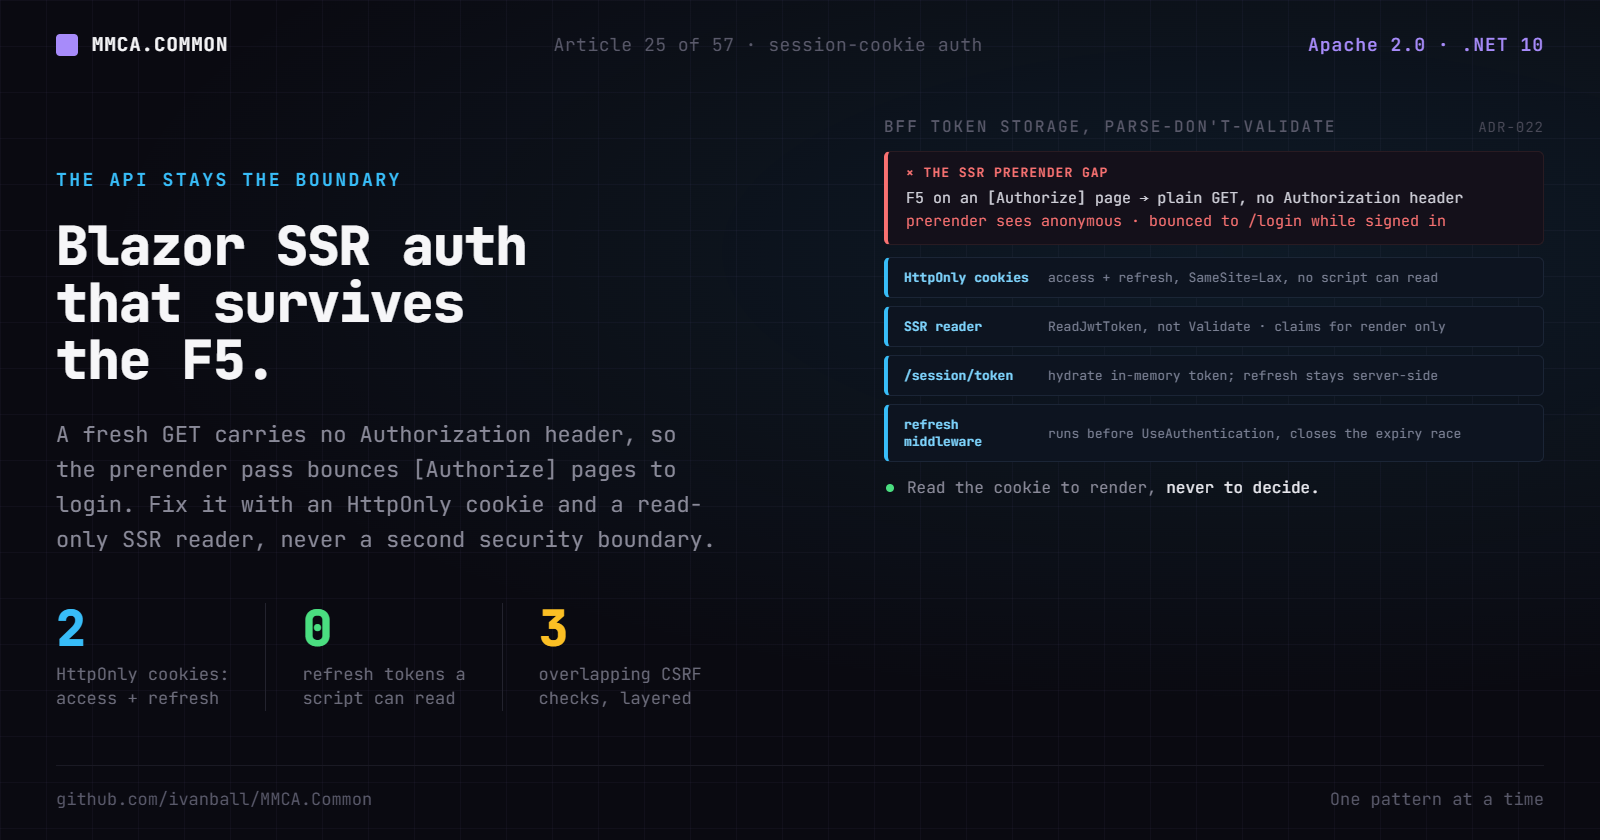 MMCA.COMMON
Article 25 of 57 · session-cookie auth
Apache 2.0 · .NET 10
THE API STAYS THE BOUNDARY
Blazor SSR auth
that survives
the F5.
A fresh GET carries no Authorization header, so
the prerender pass bounces [Authorize] pages to
login. Fix it with an HttpOnly cookie and a read-
only SSR reader, never a second security boundary.
2
HttpOnly cookies:
access + refresh
0
refresh tokens a
script can read
3
overlapping CSRF
checks, layered
BFF TOKEN STORAGE, PARSE-DON'T-VALIDATE
ADR-022
× THE SSR PRERENDER GAP
F5 on an [Authorize] page → plain GET, no Authorization header
prerender sees anonymous · bounced to /login while signed in
HttpOnly cookies access + refresh, SameSite=Lax, no script can read
SSR reader ReadJwtToken, not Validate · claims for render only
/session/token hydrate in-memory token; refresh stays server-side
refresh
middleware
runs before UseAuthentication, closes the expiry race
Read the cookie to render, never to decide.
github.com/ivanball/MMCA.Common
One pattern at a time